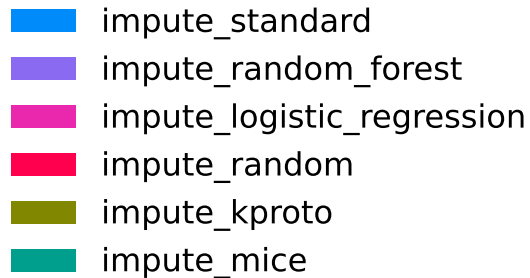 impute_standard
impute_random_forest
impute_logistic_regression
impute_random
impute_kproto
impute_mice